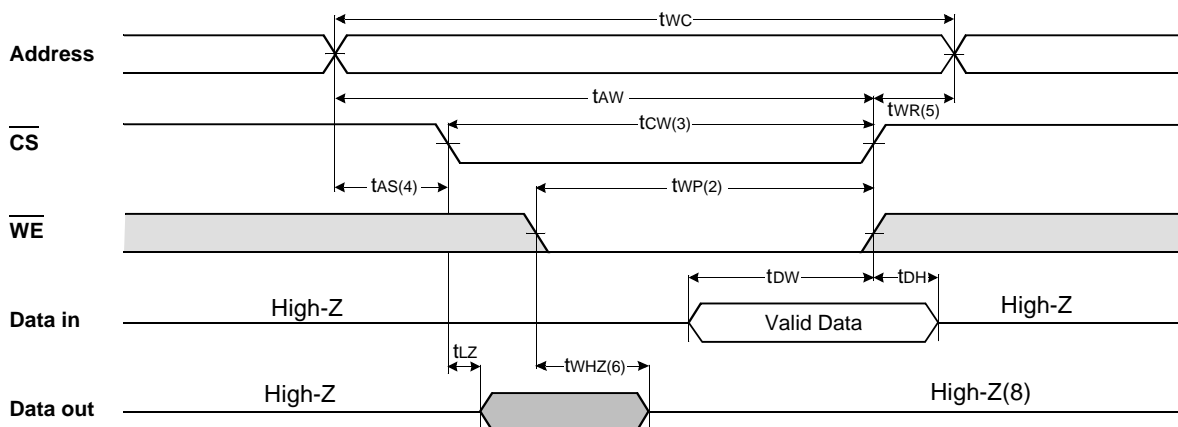 tWC
Address
tAW
tWR(5)
tCW(3)
CS
tAS(4)
tWP(2)
WE
tDW
tDH
High-Z
High-Z
Data in
Valid Data
tLZ
tWHZ(6)
High-Z
High-Z(8)
Data out